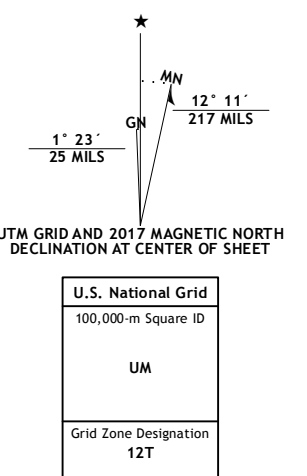 ★
MN
GN
12° 11´
217 MILS
1° 23´
25 MILS
UTM GRID AND 2017 MAGNETIC NORTH
DECLINATION AT CENTER OF SHEET
U.S. National Grid
100,000-m Square ID
UM
Grid Zone Designation
12T